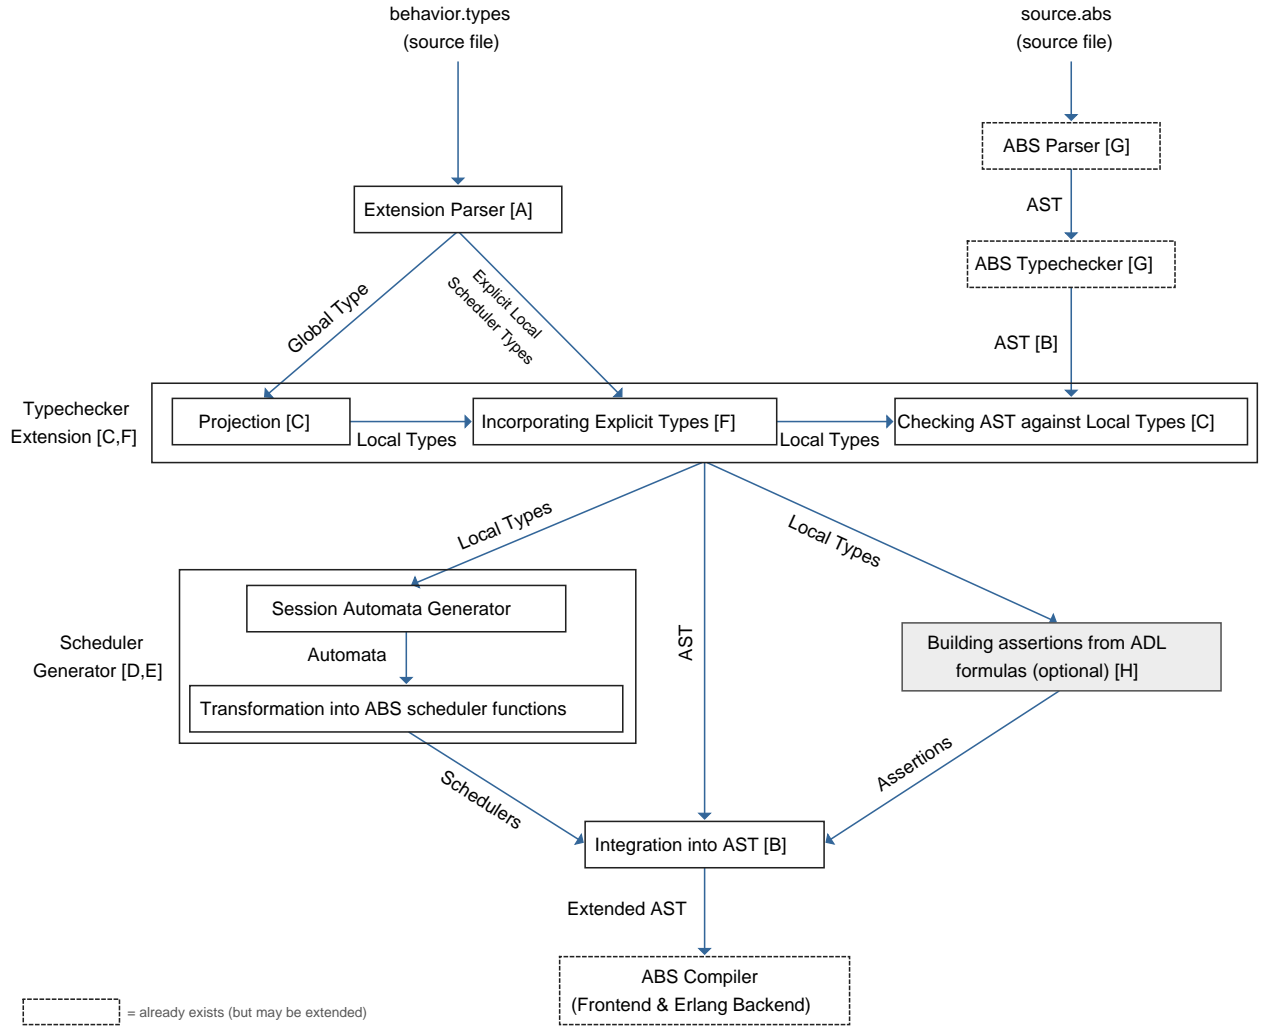 behavior.types
(source file)
source.abs
(source file)
ABS Parser [G]
AST
Extension Parser [A]
ABS Typechecker [G]
Global Type
Explicit Local
Scheduler Types
AST [B]
Typechecker
Extension [C,F]
Projection [C]
Local Types
Incorporating Explicit Types [F]
Local Types
Checking AST against Local Types [C]
Local Types
Local Types
Scheduler
Generator [D,E]
Session Automata Generator
Automata
Transformation into ABS scheduler functions
AST
Building assertions from ADL
formulas (optional) [H]
Schedulers
Assertions
Integration into AST [B]
Extended AST
ABS Compiler
(Frontend & Erlang Backend)
= already exists (but may be extended)